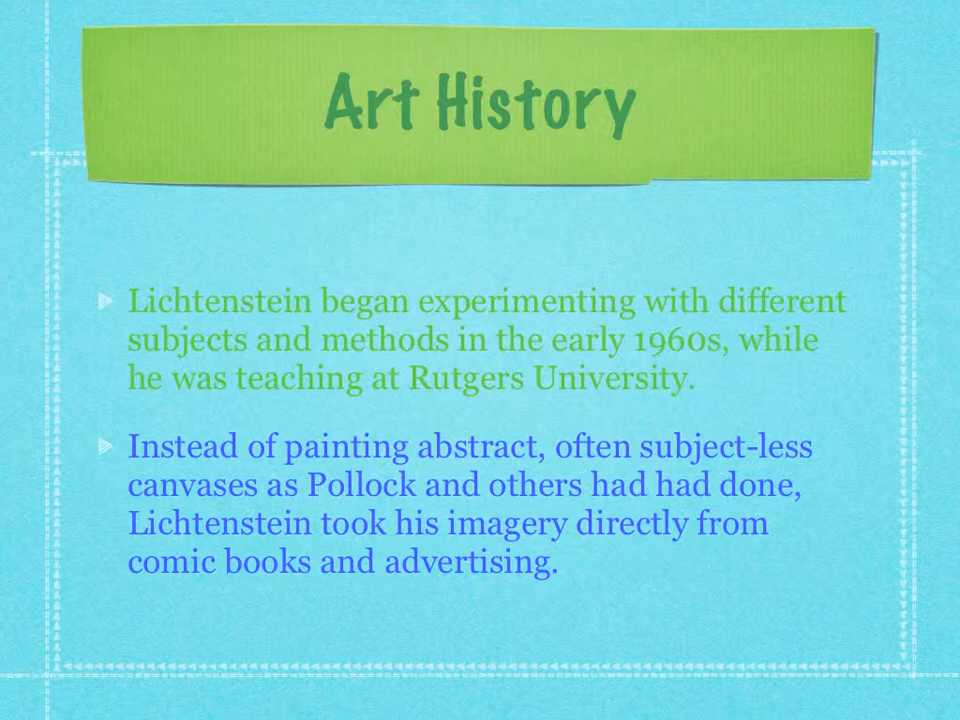 Art History
Lichtenstein began experimenting with different
subjects and methods in the early 1960s, while
he was teaching at Rutgers University.
Instead of painting abstract, often subject-less
canvases as Pollock and others had had done,
Lichtenstein took his imagery directly from
comic books and advertising.